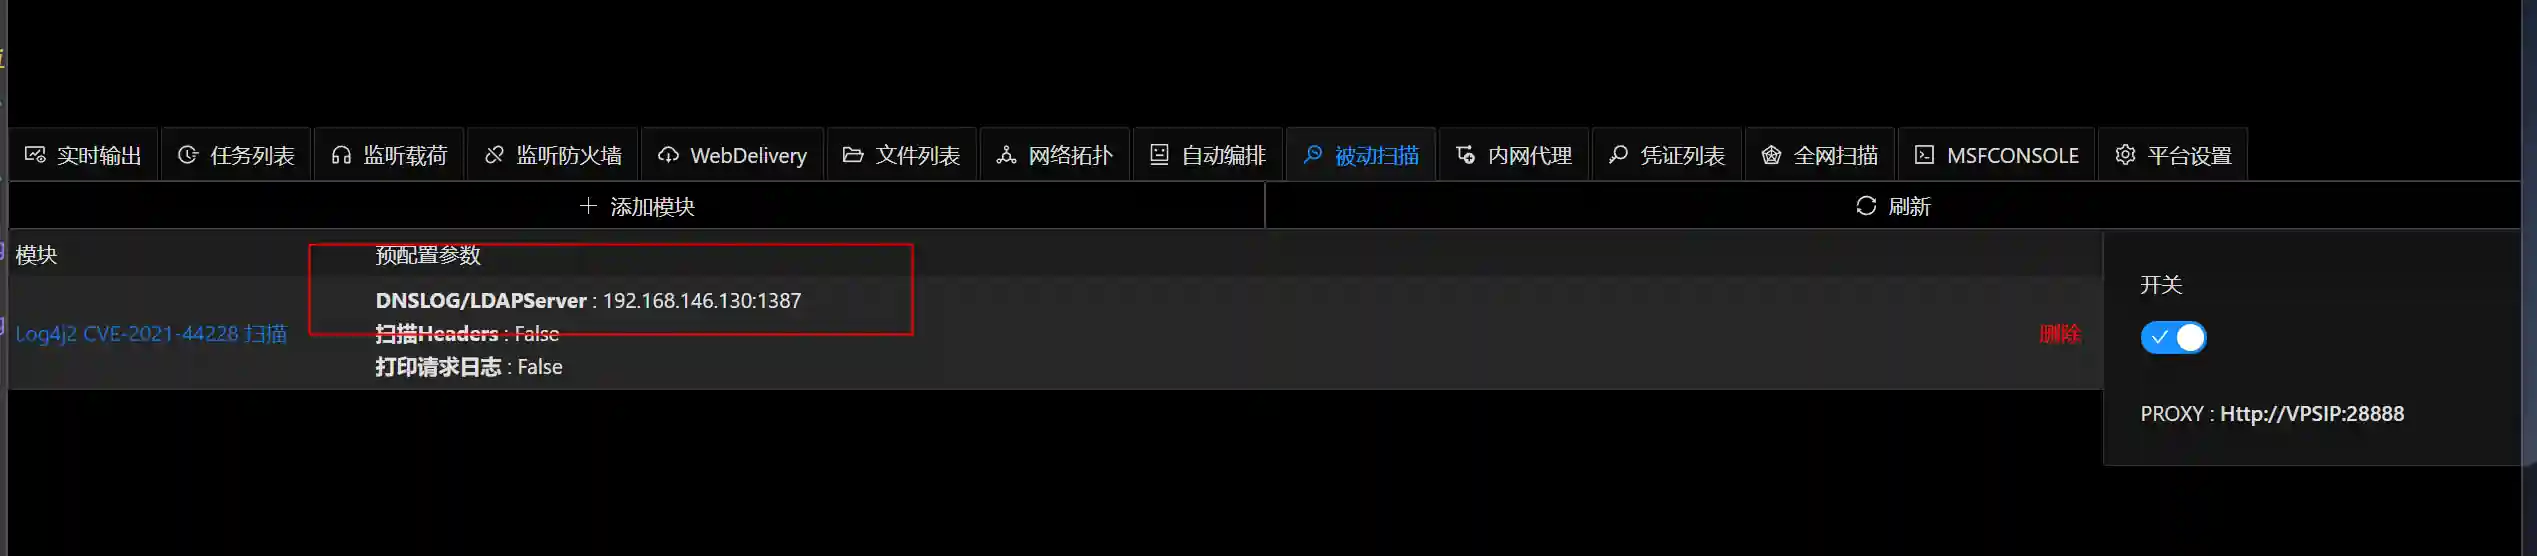 实时输出 任务列表 监听载荷 监听防火墙 WebDelivery 文件列表 网络拓扑 自动编排 被动扫描 内网代理 凭证列表 全网扫描 MSFCONSOLE 平台设置
添加模块 刷新
模块 预配置参数
开关
DNSLOG/LDAPServer : 192.168.146.130:1387
Log4j2 CVE-2021-44228 扫描 扫描Headers : False 删除
打印请求日志 : False
PROXY : Http://VPSIP:28888